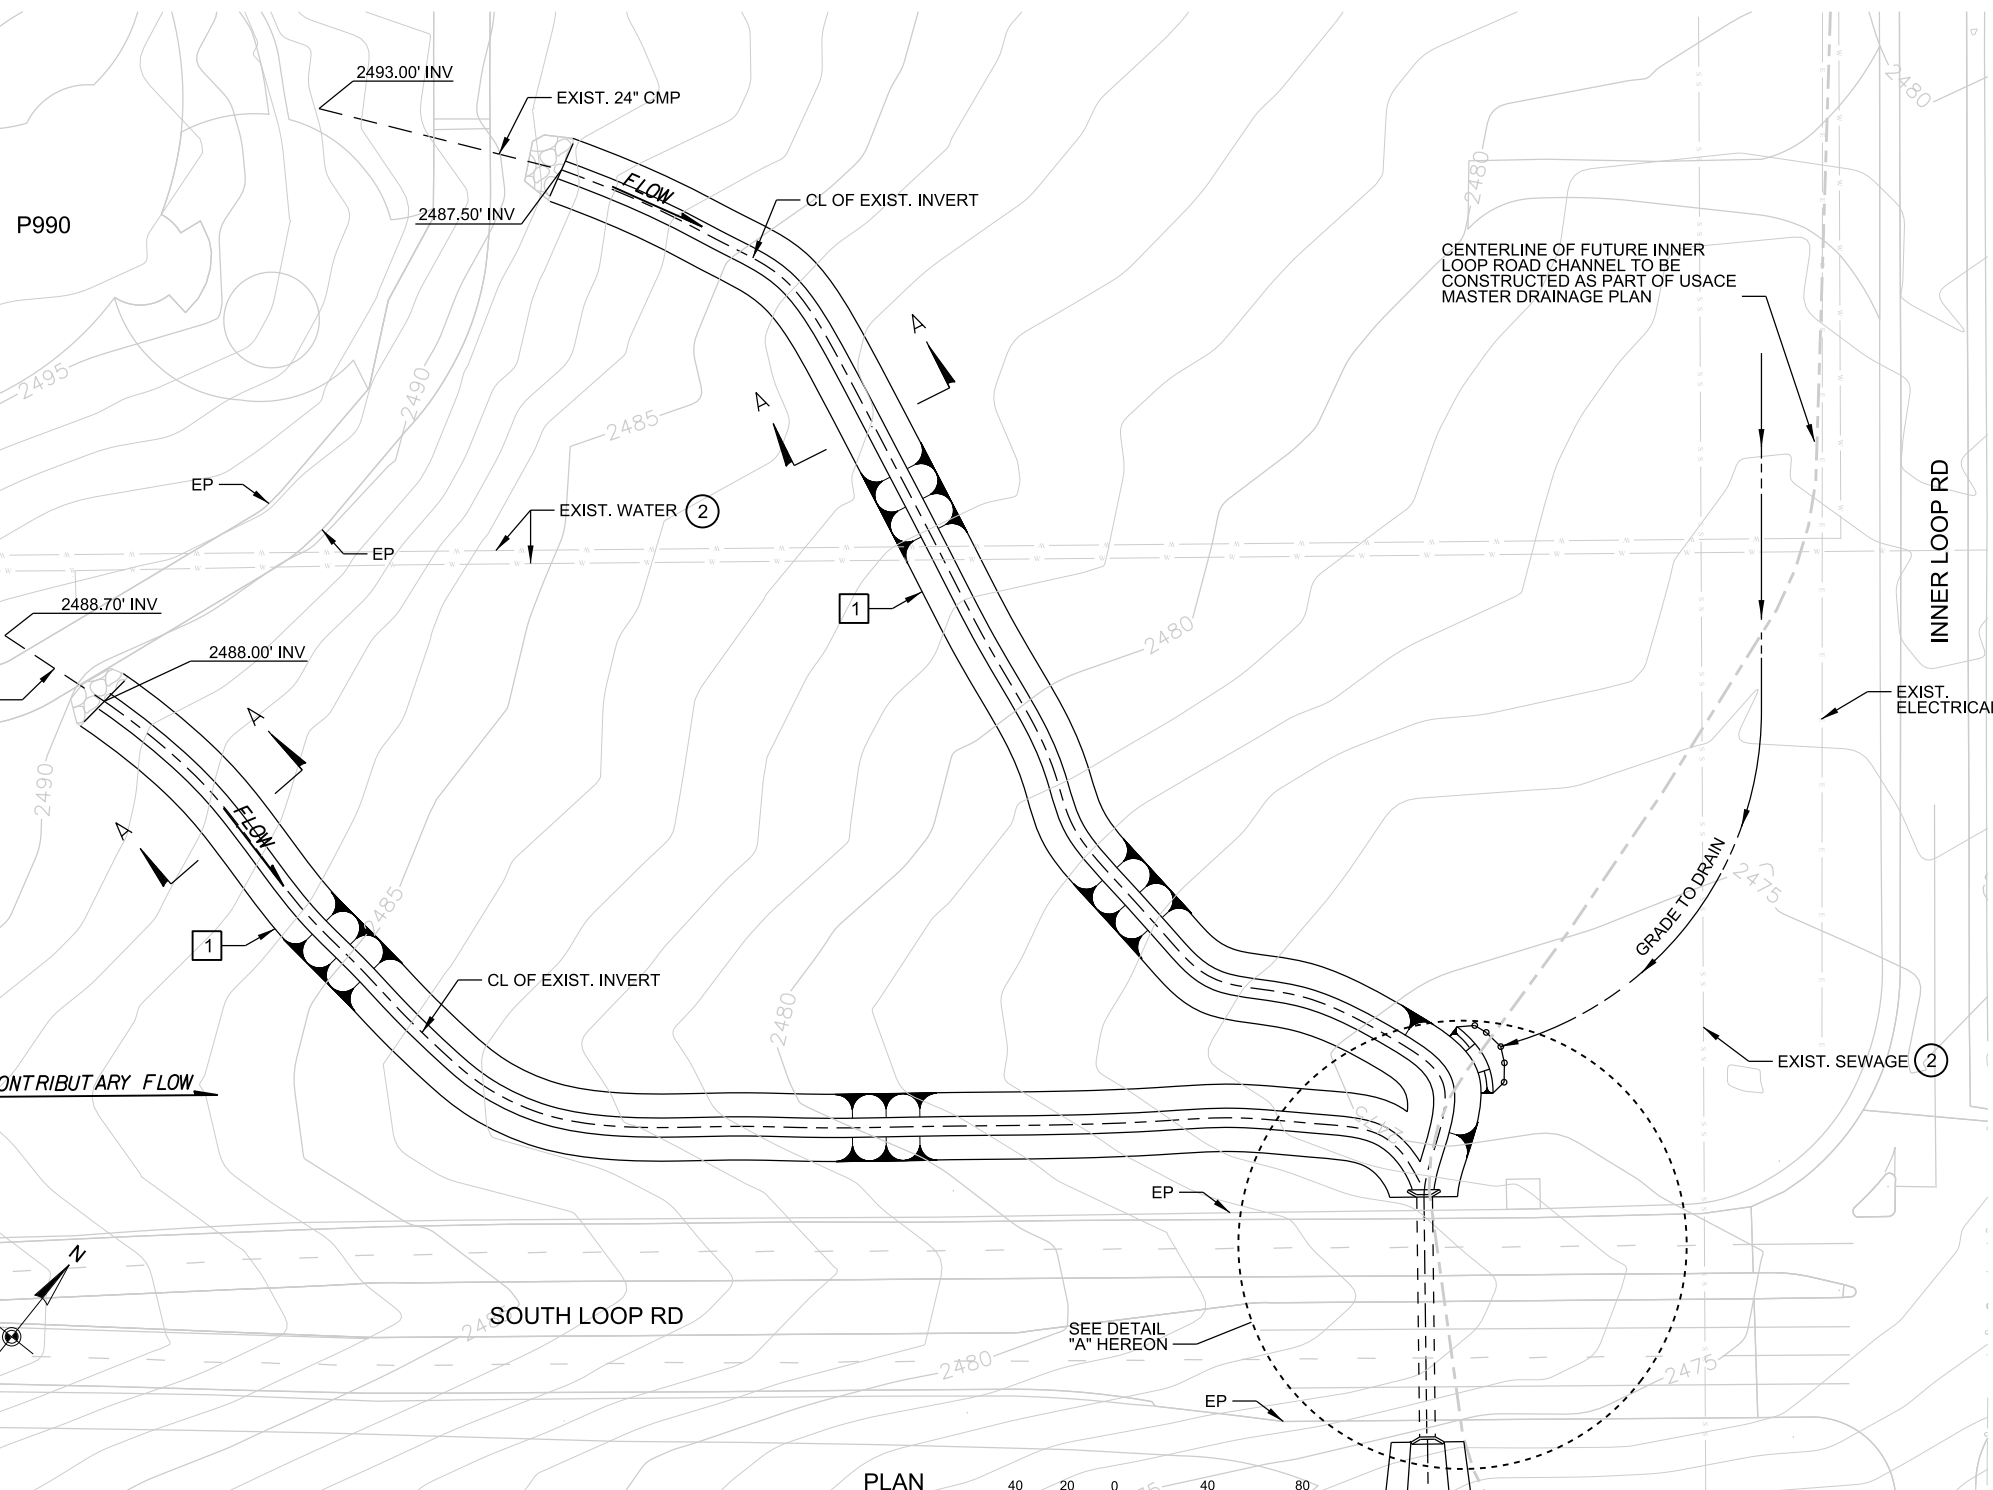 2493.00' INV
EXIST. 24" CMP
P990
2487.50' INV
FLOW
CL OF EXIST. INVERT
2480
2480
CENTERLINE OF FUTURE INNER
LOOP ROAD CHANNEL TO BE
CONSTRUCTED AS PART OF USACE
MASTER DRAINAGE PLAN
A
A
2495
2490
2485
EP
EXIST. WATER 2
EP
INNER LOOP RD
1
2488.70' INV
2488.00' INV
2480
EXIST.
ELECTRICAL
A
A
2490
FLOW
2485
1
CL OF EXIST. INVERT
2480
GRADE TO DRAIN
2475
EXIST. SEWAGE 2
ONTRIBUTARY FLOW
EP
N
SOUTH LOOP RD
SEE DETAIL
"A" HEREON
2480
2475
EP
PLAN
40 20 0 40 80